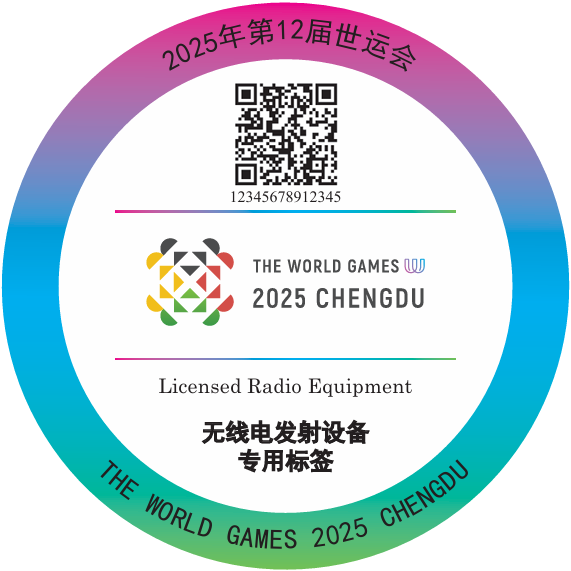 2025年第12届世运会
12345678912345
THE WORLD GAMES
2025 CHENGDU
Licensed Radio Equipment
无线电发射设备
专用标签
THE WORLD GAMES 2025 CHENGDU